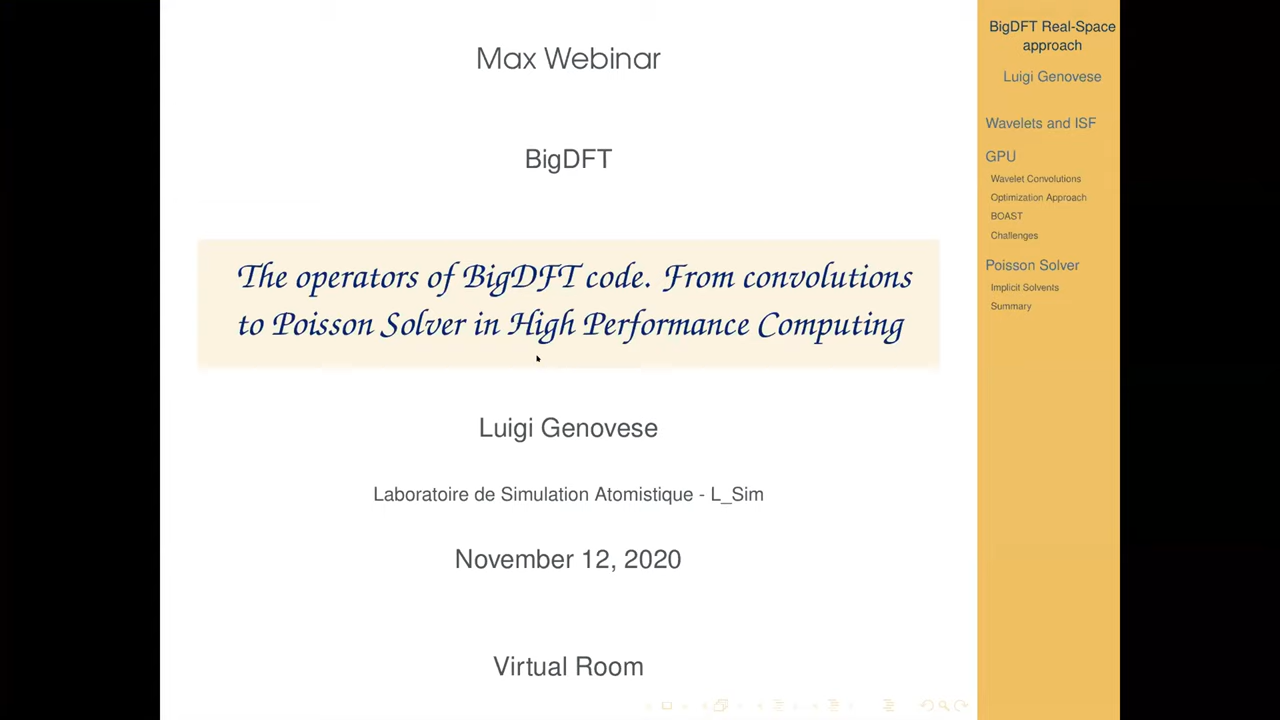 Max Webinar
BigDFT
The operators of BigDFT code. From convolutions
to Poisson Solver in High Performance Computing
Luigi Genovese
Laboratoire de Simulation Atomistique - L_Sim
November 12, 2020
Virtual Room
BigDFT Real-Space
approach
Luigi Genovese
Wavelets and ISF
GPU
Wavelet Convolutions
Optimization Approach
BOAST
Challenges
Poisson Solver
Implicit Solvents
Summary